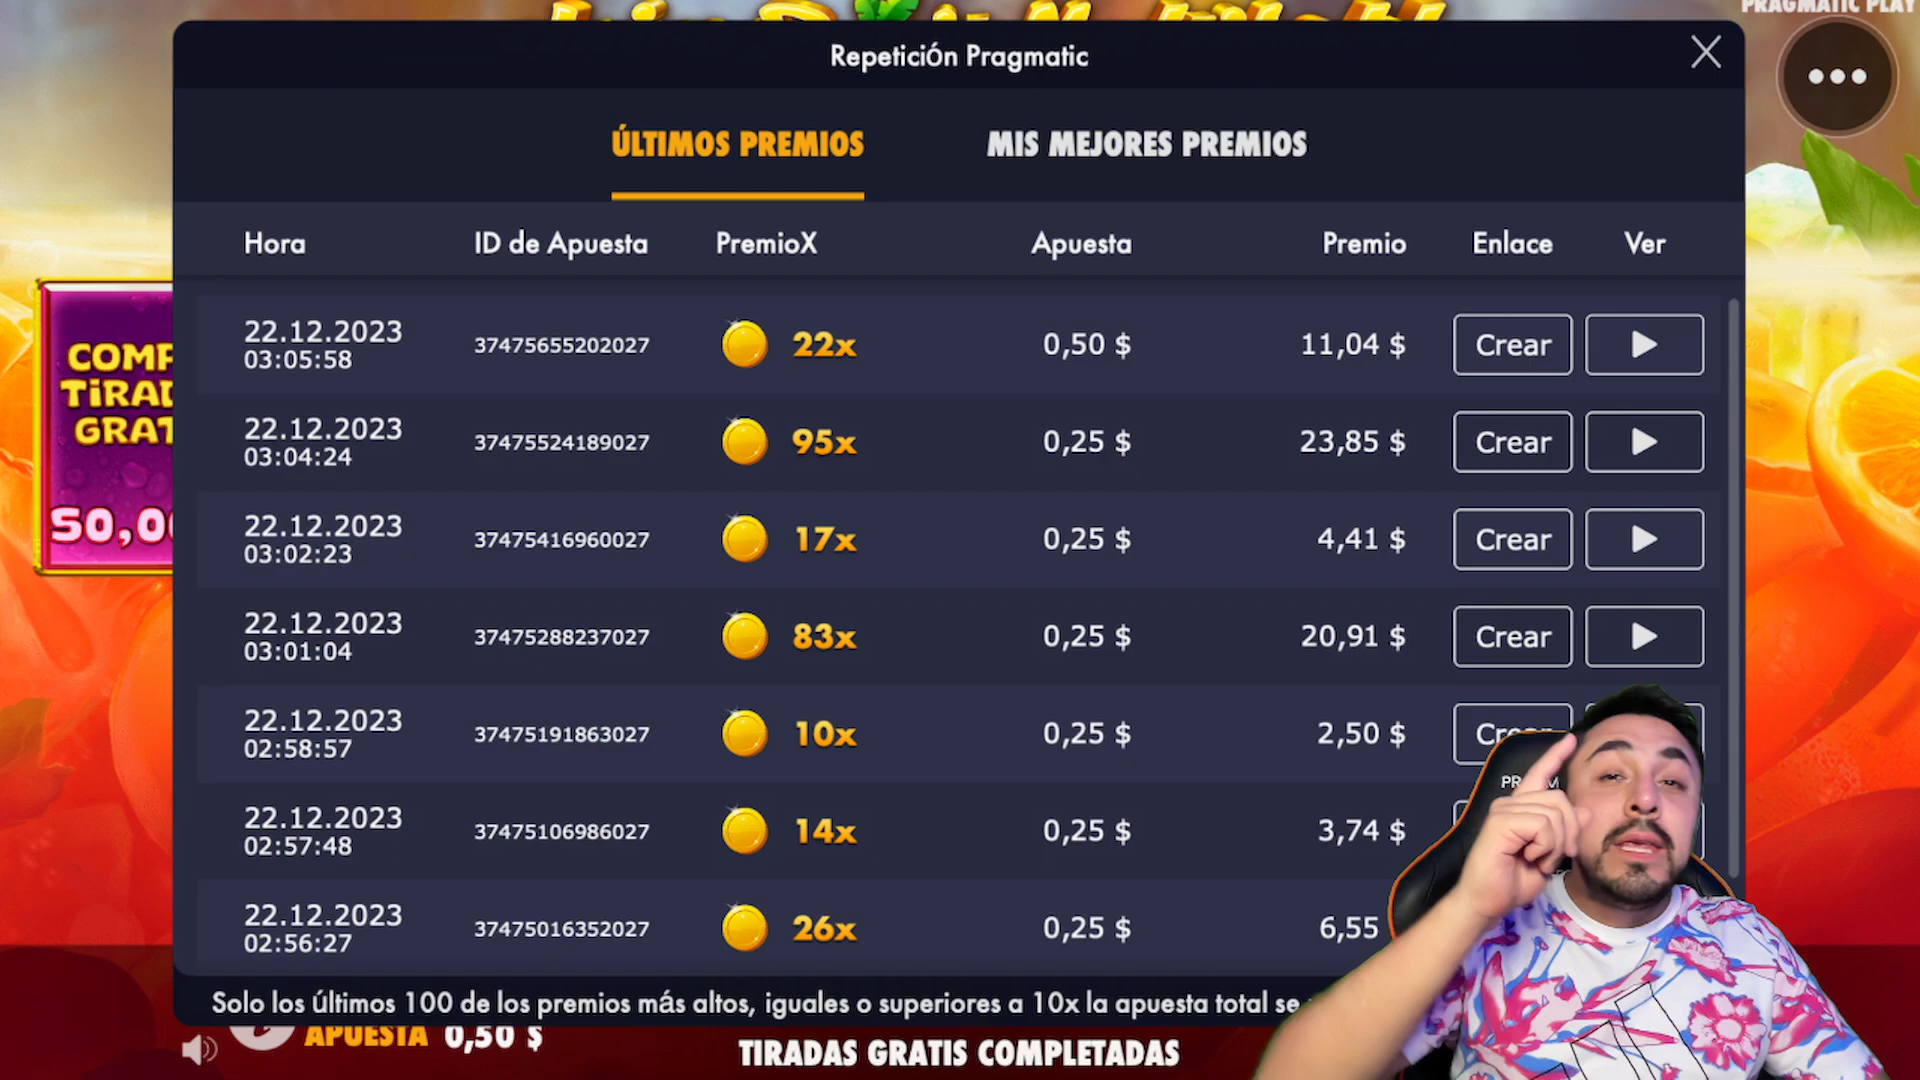 PRAGMATIC PLAY
Repetición Pragmatic
ÚLTIMOS PREMIOS
MIS MEJORES PREMIOS
Hora ID de Apuesta PremioX Apuesta Premio Enlace Ver
22.12.2023
03:05:58
37475655202027 22x 0,50 $ 11,04 $ Crear
22.12.2023
03:04:24
37475524189027 95x 0,25 $ 23,85 $ Crear
22.12.2023
03:02:23
37475416960027 17x 0,25 $ 4,41 $ Crear
22.12.2023
03:01:04
37475288237027 83x 0,25 $ 20,91 $ Crear
22.12.2023
02:58:57
37475191863027 10x 0,25 $ 2,50 $
22.12.2023
02:57:48
37475106986027 14x 0,25 $ 3,74 $
22.12.2023
02:56:27
37475016352027 26x 0,25 $ 6,55
Solo los últimos 100 de los premios más altos, iguales o superiores a 10x la apuesta total se
APUESTA 0,50 $
TIRADAS GRATIS COMPLETADAS